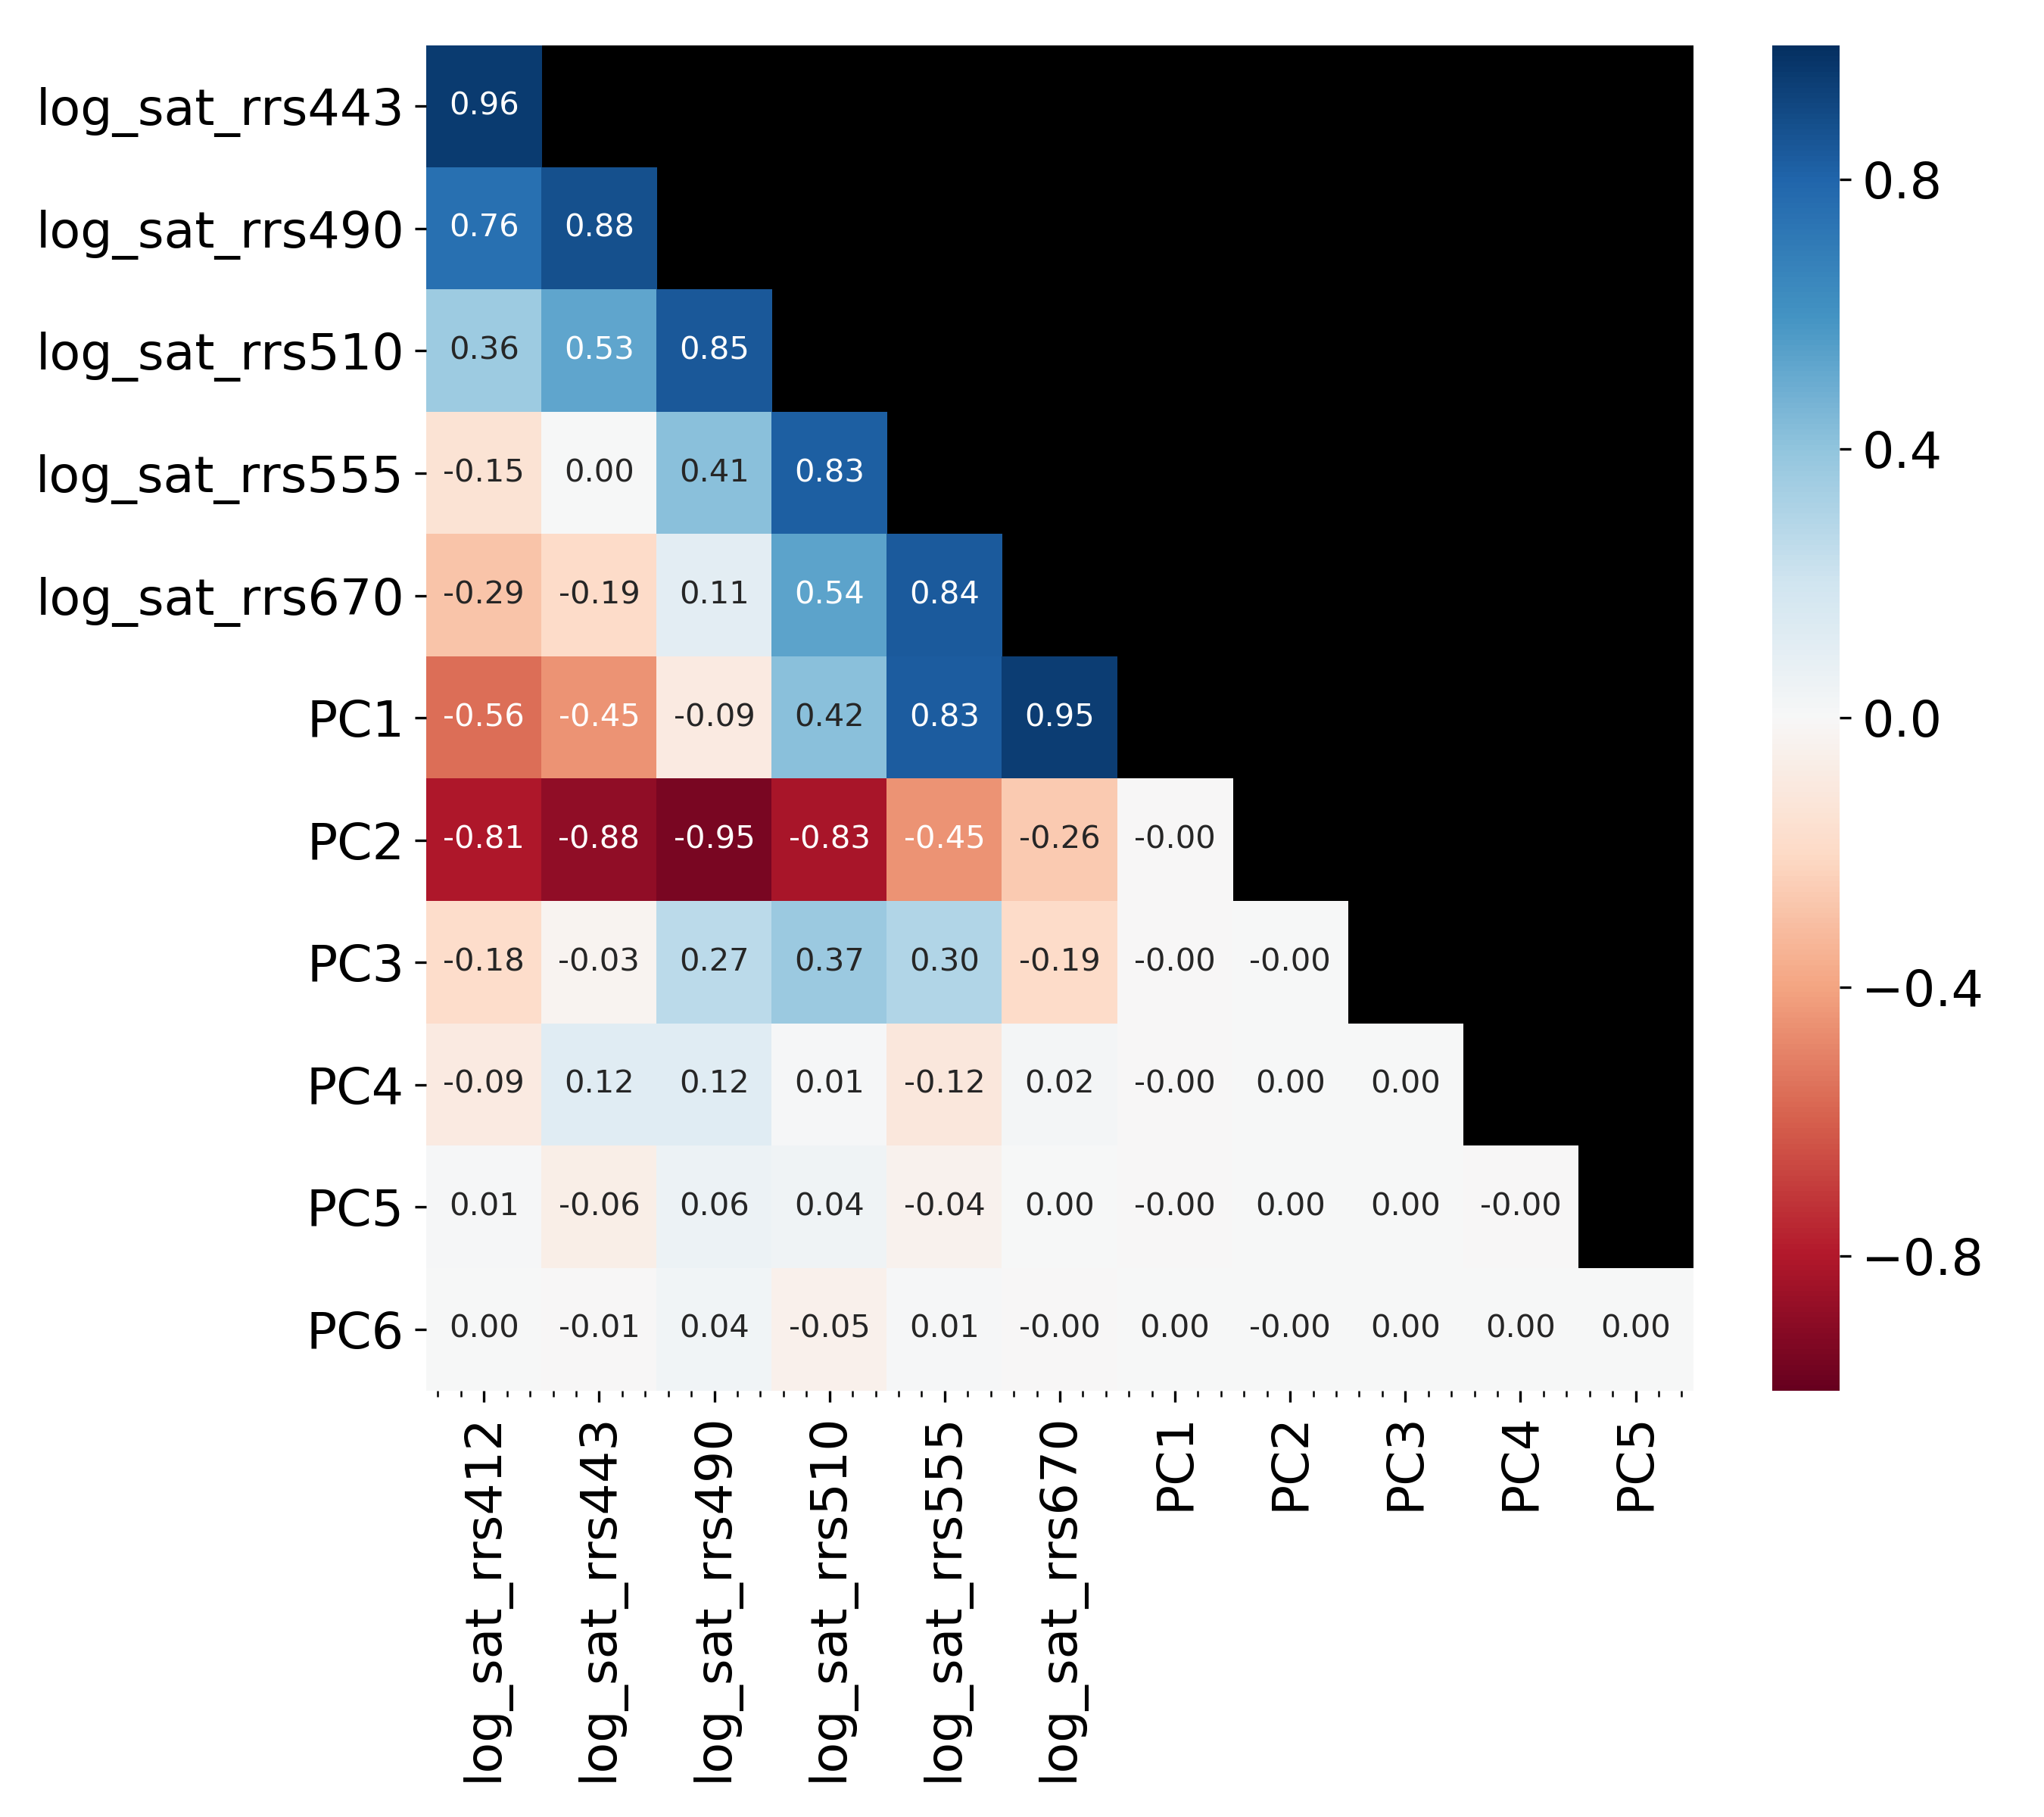 log_sat_rrs443 0.96 0.8
log_sat_rrs490 0.76 0.88
log_sat_rrs510 0.36 0.53 0.85 0.4
log_sat_rrs555 -0.15 0.00 0.41 0.83
log_sat_rrs670 -0.29 -0.19 0.11 0.54 0.84
PC1 -0.56 -0.45 -0.09 0.42 0.83 0.95 0.0
PC2 -0.81 -0.88 -0.95 -0.83 -0.45 -0.26 -0.00
PC3 -0.18 -0.03 0.27 0.37 0.30 -0.19 -0.00 -0.00 −0.4
PC4 -0.09 0.12 0.12 0.01 -0.12 0.02 -0.00 0.00 0.00
PC5 0.01 -0.06 0.06 0.04 -0.04 0.00 -0.00 0.00 0.00 -0.00 −0.8
PC6 0.00 -0.01 0.04 -0.05 0.01 -0.00 0.00 -0.00 0.00 0.00 0.00
log_sat_rrs412
log_sat_rrs443
log_sat_rrs490
log_sat_rrs510
log_sat_rrs555
log_sat_rrs670
PC1
PC2
PC3
PC4
PC5